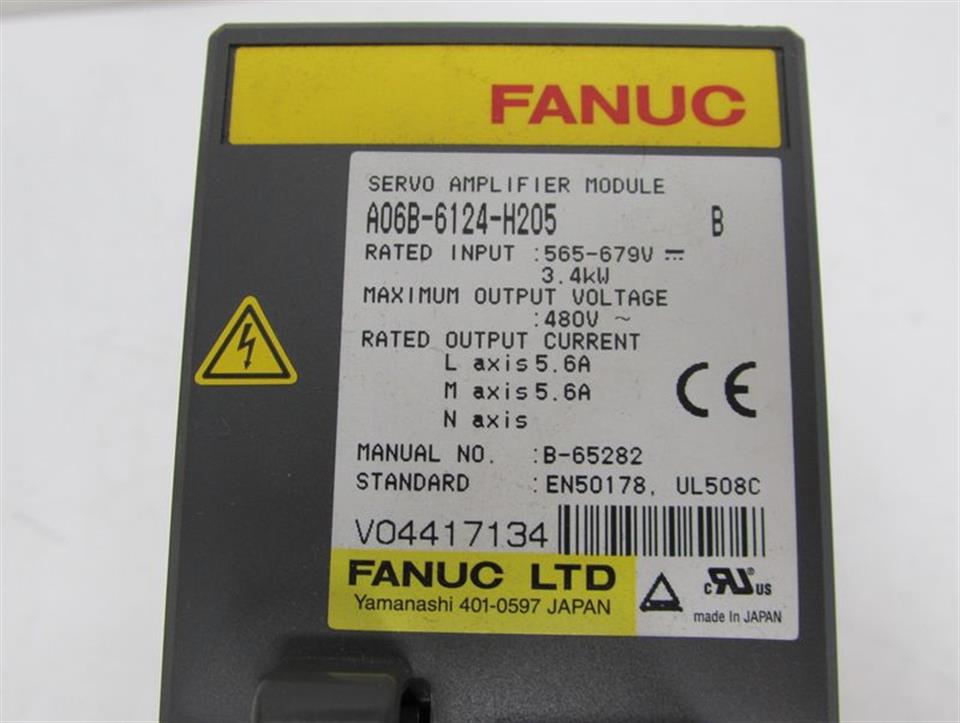 FANUC
SERVO AMPLIFIER MODULE
A06B-6124-H205 B
RATED INPUT :565-679V ⎓
3.4kW
MAXIMUM OUTPUT VOLTAGE
:480V ~
RATED OUTPUT CURRENT
L axis 5.6A
M axis 5.6A
N axis
CE
MANUAL NO. :B-65282
STANDARD :EN50178, UL508C
V04417134
FANUC LTD
Yamanashi 401-0597 JAPAN
c RU US
made in JAPAN